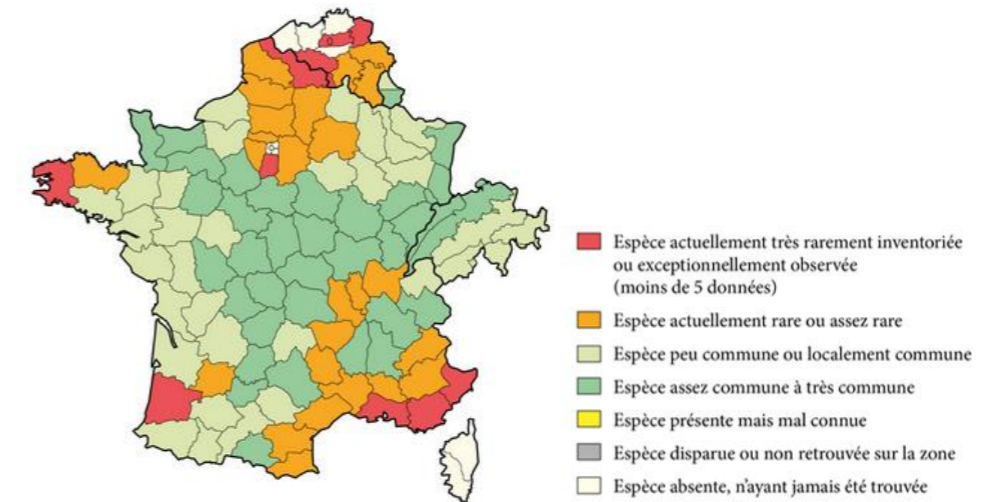 Espèce actuellement très rarement inventoriée
ou exceptionnellement observée
(moins de 5 données)
Espèce actuellement rare ou assez rare
Espèce peu commune ou localement commune
Espèce assez commune à très commune
Espèce présente mais mal connue
Espèce disparue ou non retrouvée sur la zone
Espèce absente, n'ayant jamais été trouvée